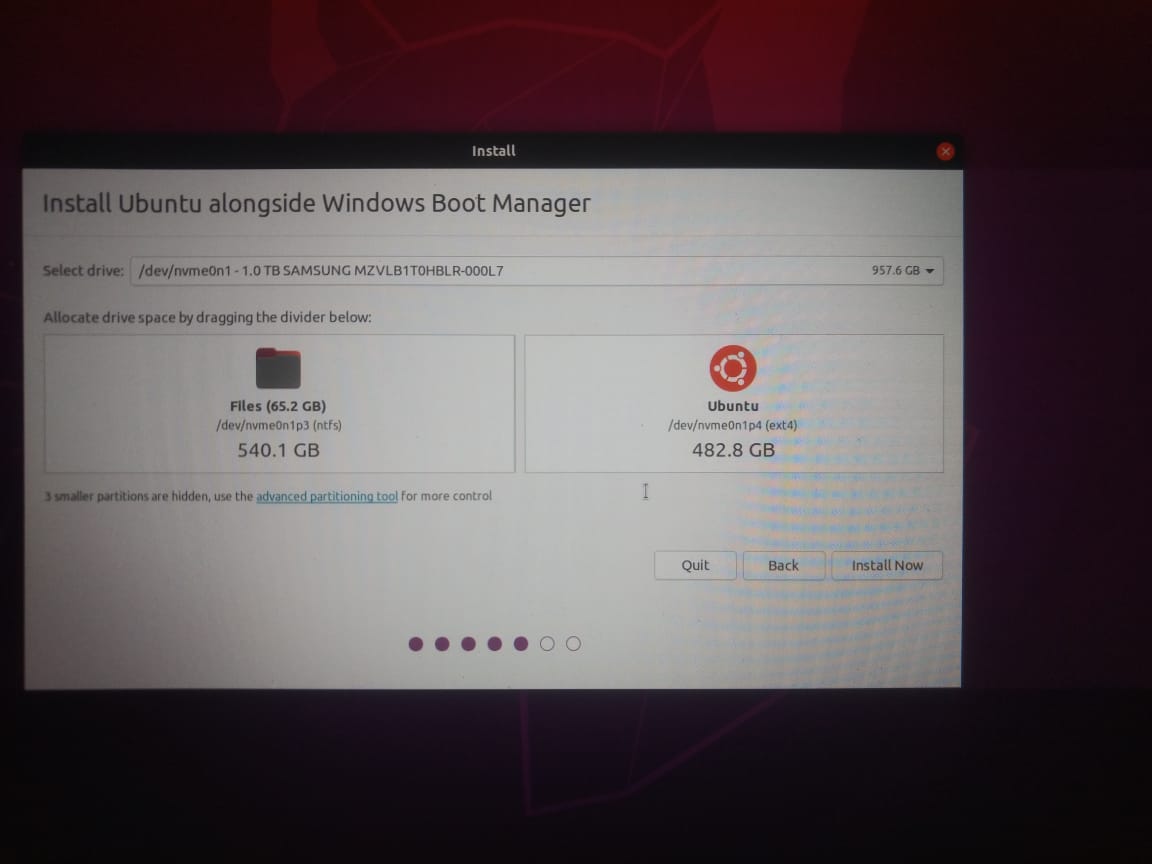 Install
Install Ubuntu alongside Windows Boot Manager
Select drive: /dev/nvme0n1 - 1.0 TB SAMSUNG MZVLB1T0HBLR-000L7 957.6 GB
Allocate drive space by dragging the divider below:
Files (65.2 GB)
/dev/nvme0n1p3 (ntfs)
540.1 GB
Ubuntu
/dev/nvme0n1p4 (ext4)
482.8 GB
3 smaller partitions are hidden, use the advanced partitioning tool for more control
Quit Back Install Now